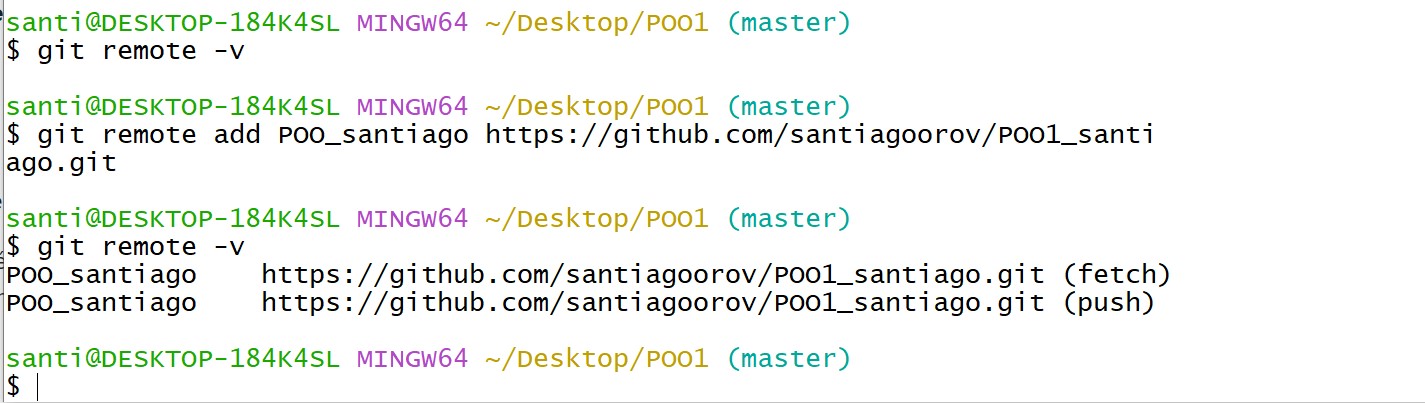 santi@DESKTOP-184K4SL MINGW64 ~/Desktop/POO1 (master)
$ git remote -v
santi@DESKTOP-184K4SL MINGW64 ~/Desktop/POO1 (master)
$ git remote add POO_santiago https://github.com/santiagoorov/POO1_santi
ago.git
santi@DESKTOP-184K4SL MINGW64 ~/Desktop/POO1 (master)
$ git remote -v
POO_santiago    https://github.com/santiagoorov/POO1_santiago.git (fetch)
POO_santiago    https://github.com/santiagoorov/POO1_santiago.git (push)
santi@DESKTOP-184K4SL MINGW64 ~/Desktop/POO1 (master)
$